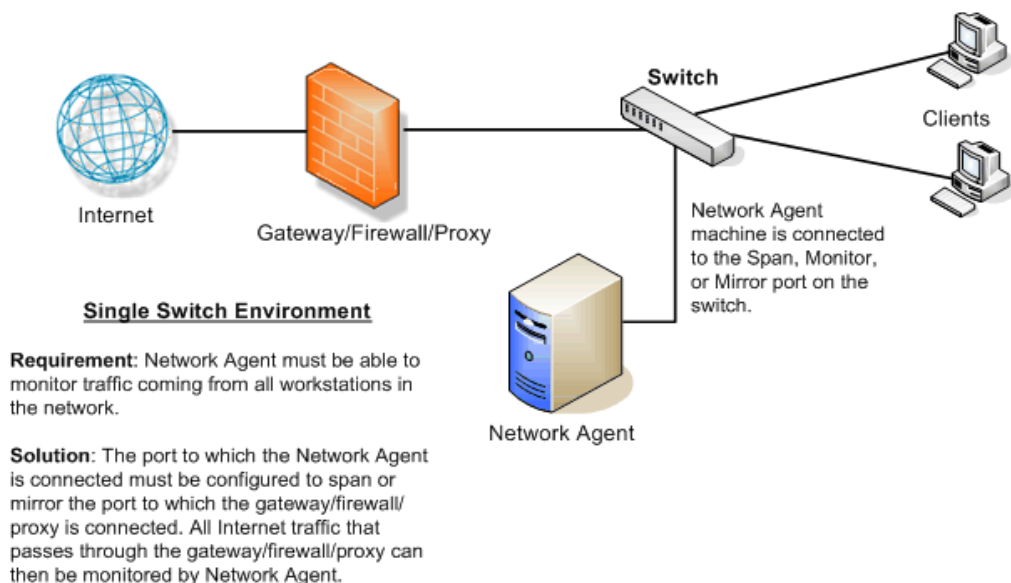 Switch
Clients
Internet
Gateway/Firewall/Proxy
Network Agent
machine is connected
to the Span, Monitor,
or Mirror port on the
switch.
Network Agent
Single Switch Environment
Requirement: Network Agent must be able to
monitor traffic coming from all workstations in
the network.
Solution: The port to which the Network Agent
is connected must be configured to span or
mirror the port to which the gateway/firewall/
proxy is connected. All Internet traffic that
passes through the gateway/firewall/proxy can
then be monitored by Network Agent.